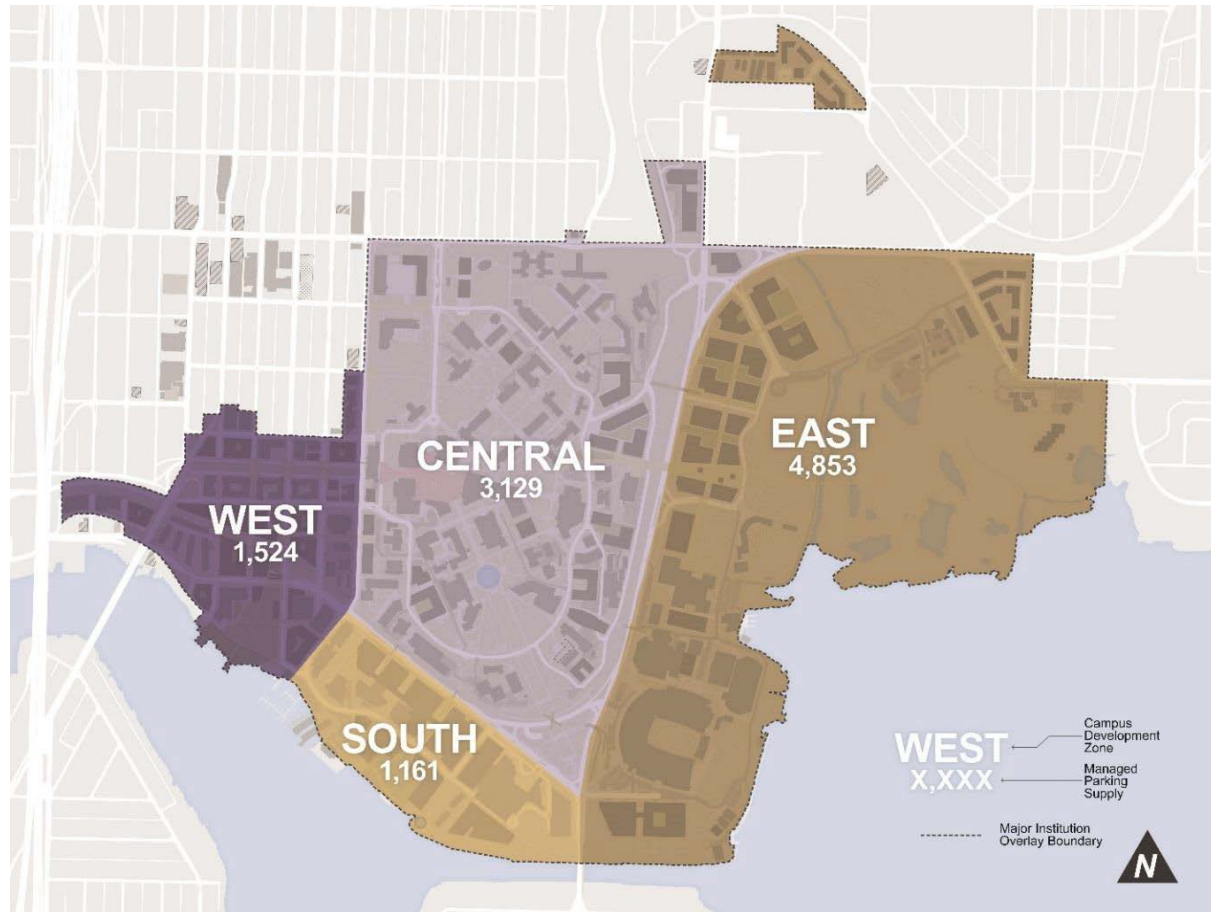 CENTRAL
3,129
EAST
4,853
WEST
1,524
SOUTH
1,161
WEST
X,XXX
Campus
Development
Zone
Managed
Parking
Supply
Major Institution
Overlay Boundary
N